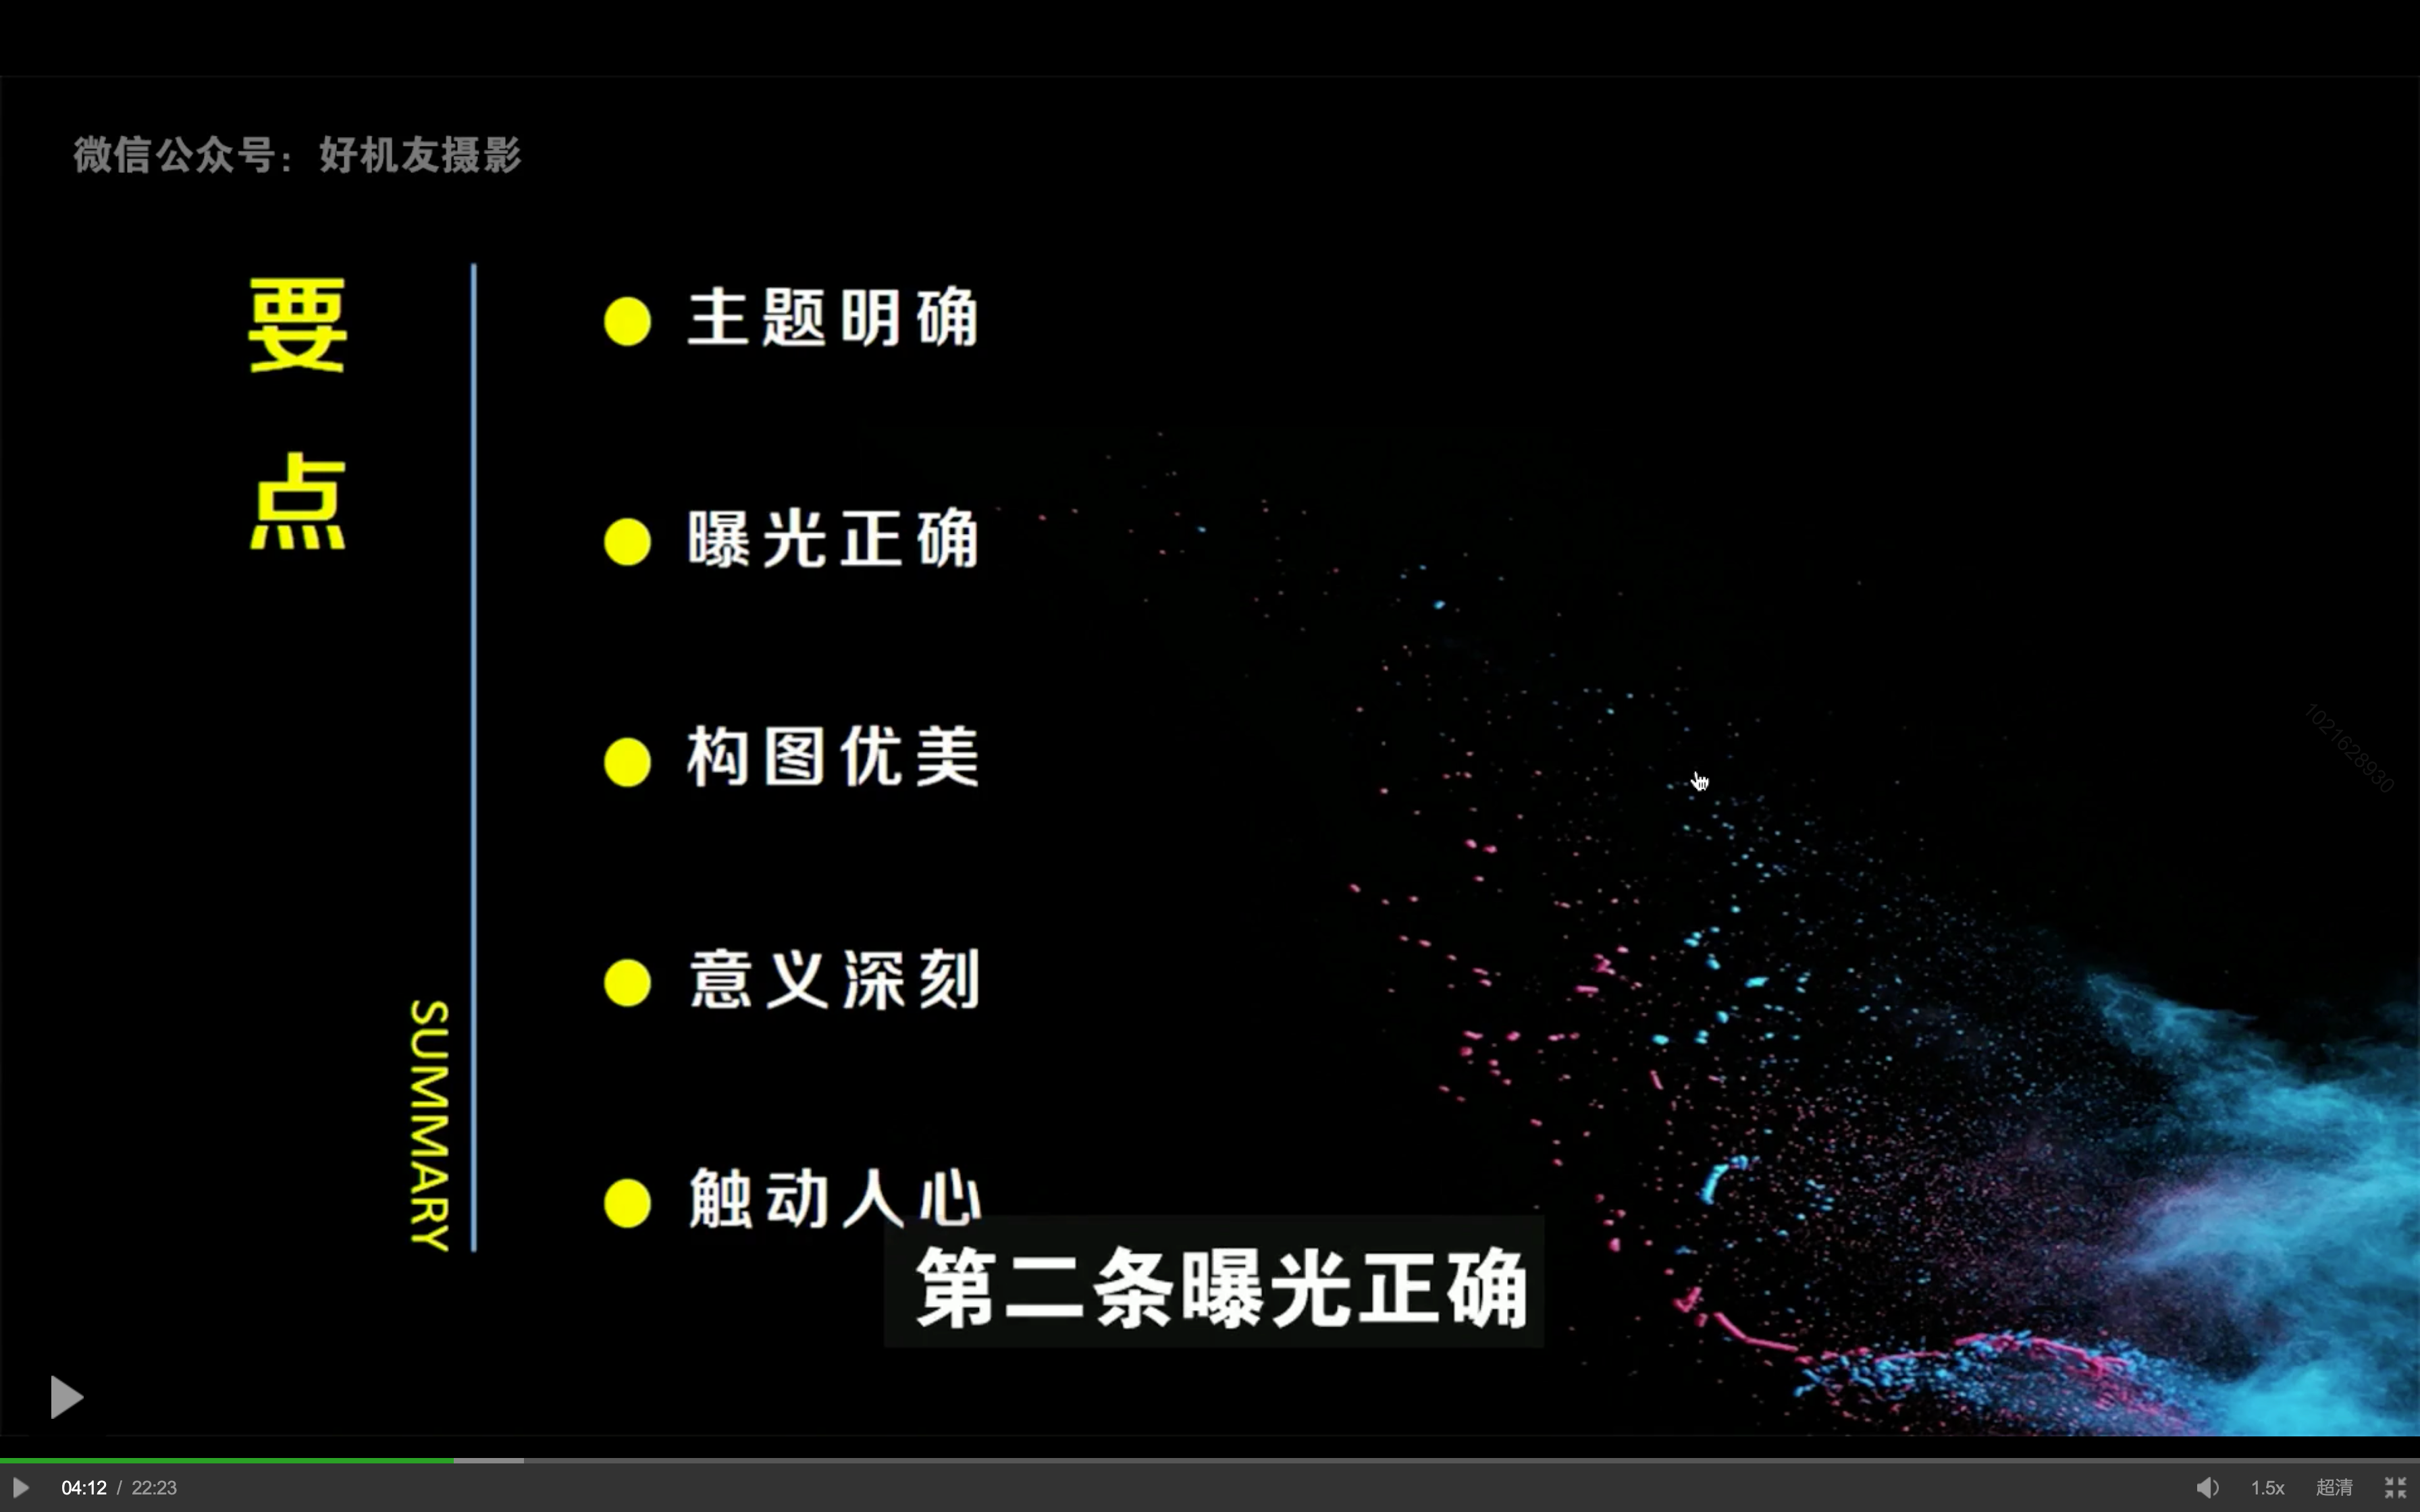 微信公众号：好机友摄影
要点
SUMMARY
主题明确
曝光正确
构图优美
意义深刻
触动人心
第二条曝光正确
1021628930
04:12 / 22:23
1.5x
超清